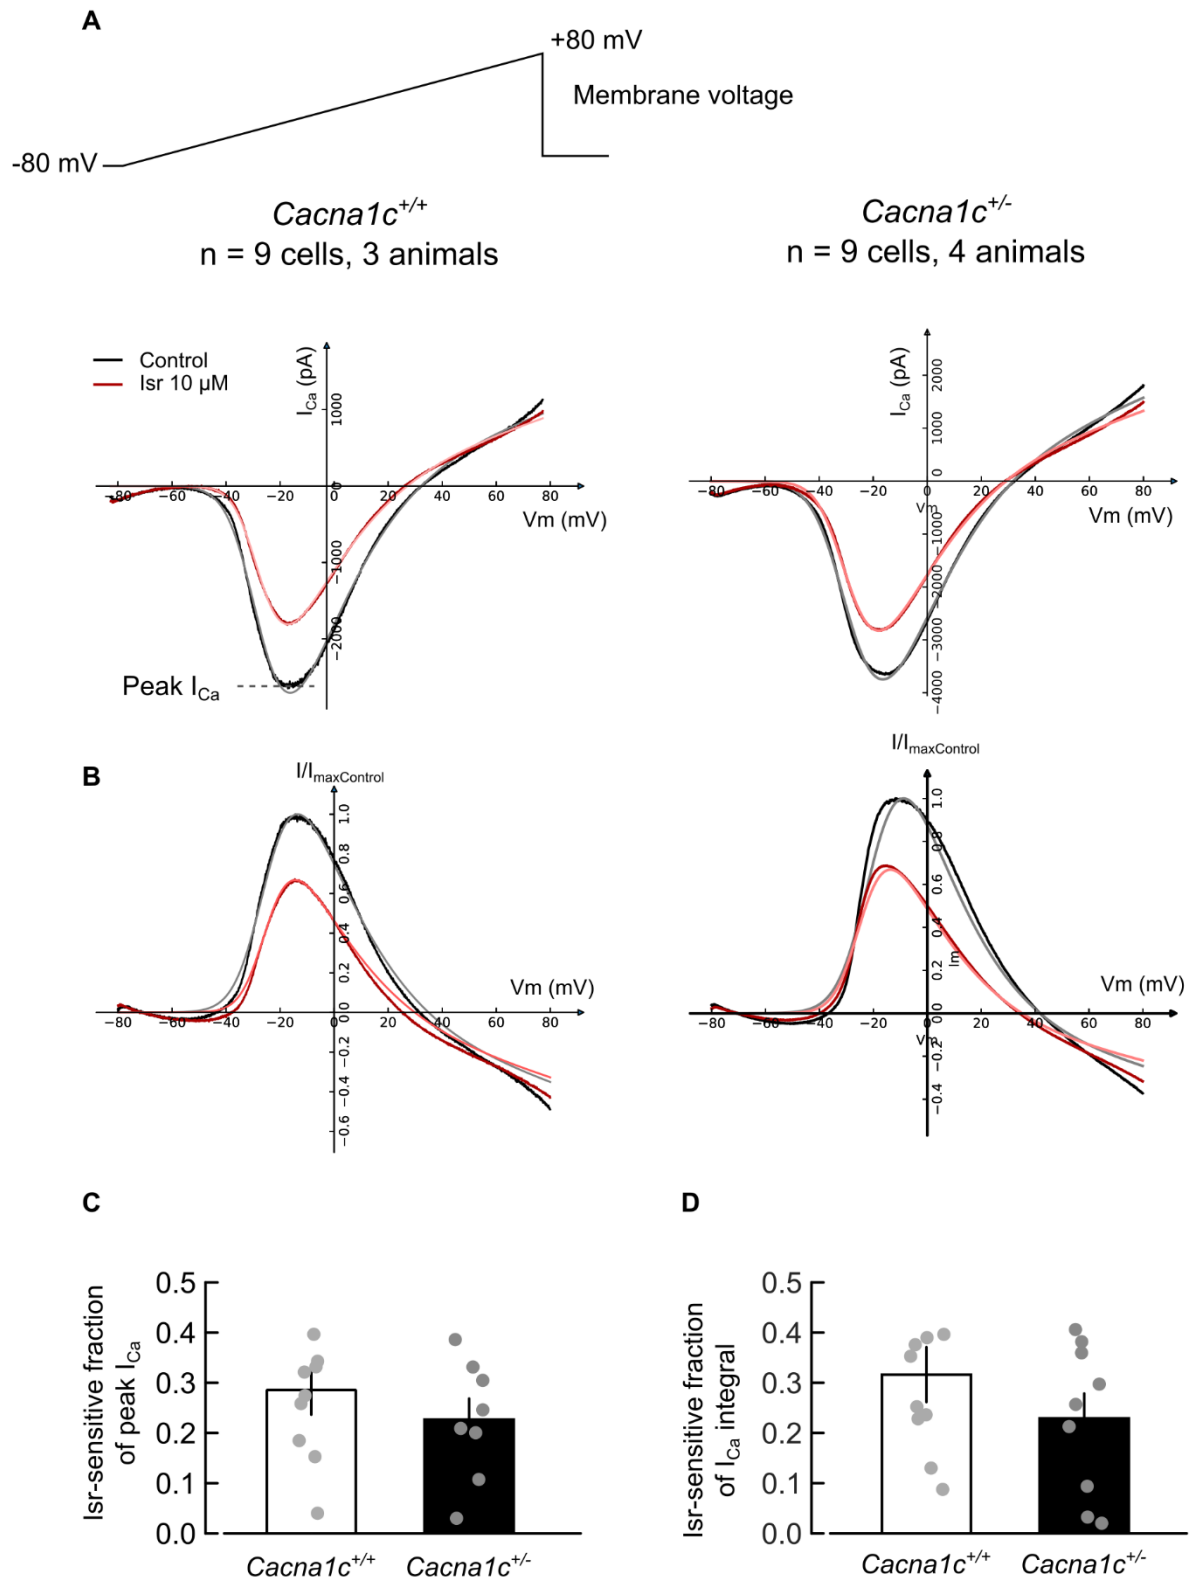 A
+80 mV
Membrane voltage
-80 mV
Cacna1c+/+
n = 9 cells, 3 animals
Cacna1c+/-
n = 9 cells, 4 animals
Control
Isr 10 µM
ICa (pA)
1000
0
−1000
−2000
−80 −60 −40 −20 20 40 60 80
Vm (mV)
Peak ICa
ICa (pA)
2000
1000
0
−1000
−2000
−3000
−4000
−80 −60 −40 −20 0 20 40 60 80
Vm
Vm (mV)
B
I/ImaxControl
1.0
0.8
0.6
0.4
0.2
0.0
−0.2
−0.4
−0.6
−80 −60 −40 −20 0 20 40 60 80
Vm (mV)
I/ImaxControl
1.0
0.8
0.6
0.4
0.2
0.0
−0.2
−0.4
Im
−80 −60 −40 −20 0 20 40 60 80
Vm
Vm (mV)
C
Isr-sensitive fraction
of peak ICa
0.5
0.4
0.3
0.2
0.1
0.0
Cacna1c+/+
Cacna1c+/-
D
Isr-sensitive fraction
of ICa integral
0.5
0.4
0.3
0.2
0.1
0.0
Cacna1c+/+
Cacna1c+/-